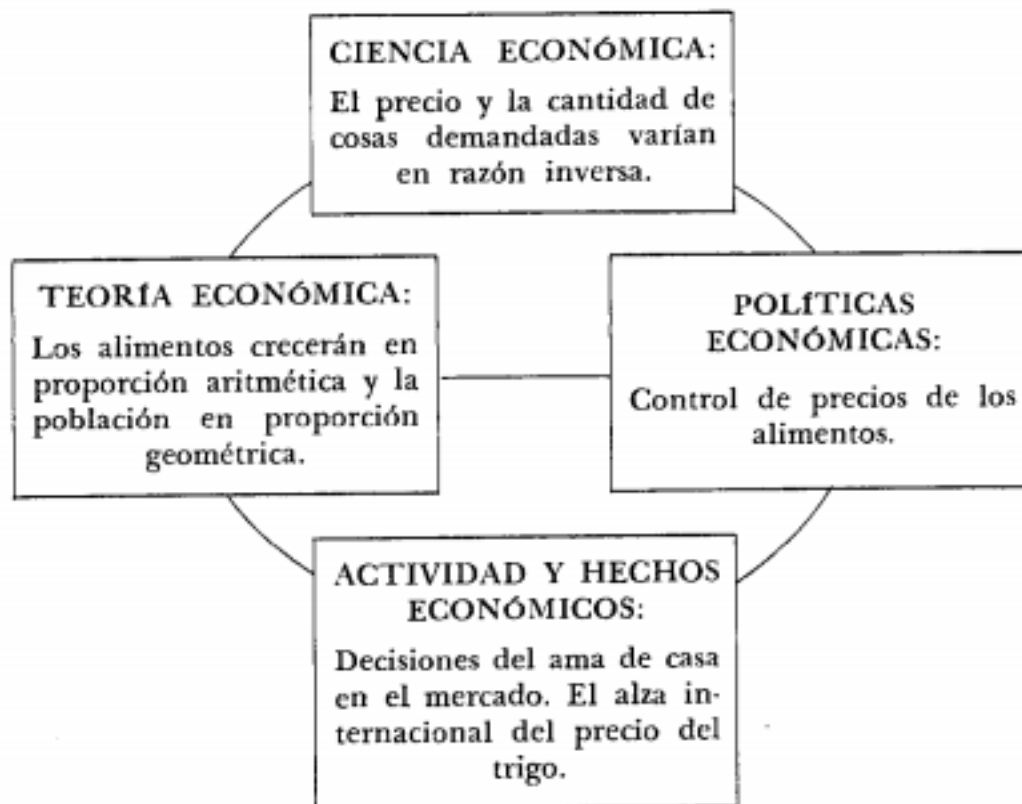 CIENCIA ECONÓMICA:
El precio y la cantidad de
cosas demandadas varían
en razón inversa.
TEORÍA ECONÓMICA:
Los alimentos crecerán en
proporción aritmética y la
población en proporción
geométrica.
POLÍTICAS
ECONÓMICAS:
Control de precios de los
alimentos.
ACTIVIDAD Y HECHOS
ECONÓMICOS:
Decisiones del ama de casa
en el mercado. El alza in-
ternacional del precio del
trigo.